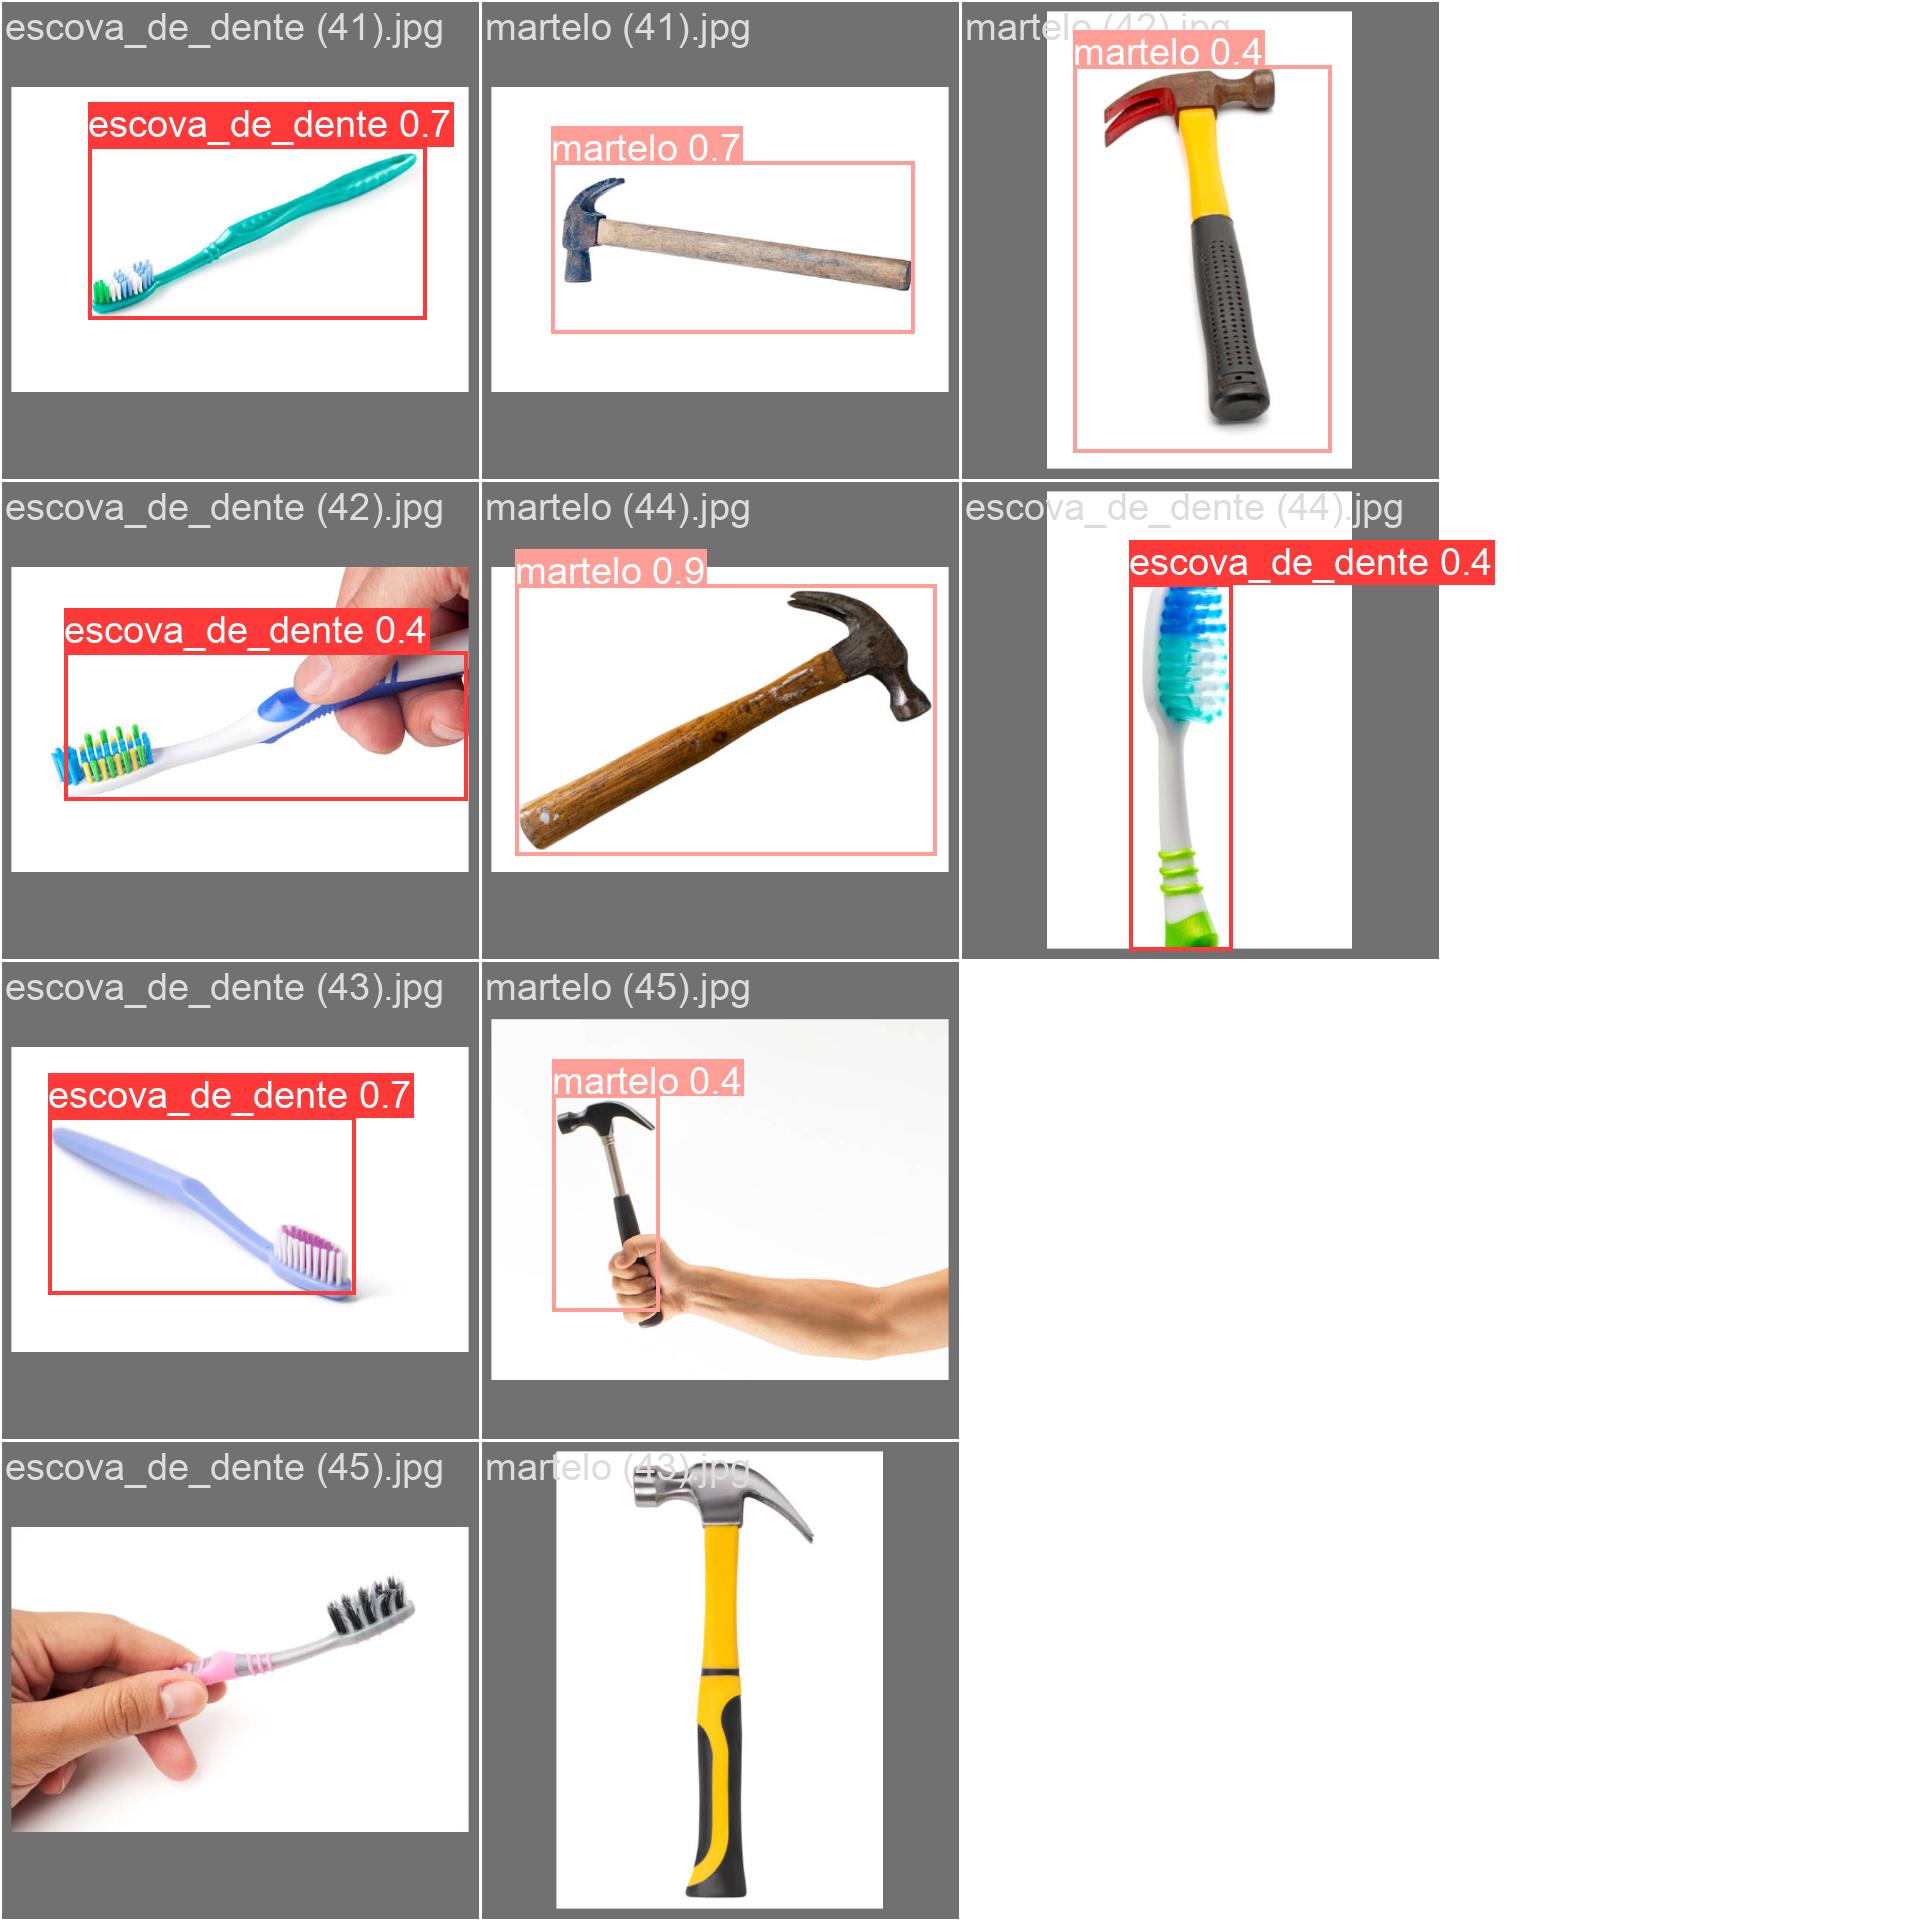 escova_de_dente (41).jpg
escova_de_dente 0.7
martelo (41).jpg
martelo 0.7
martelo (42).jpg
martelo 0.4
escova_de_dente (42).jpg
escova_de_dente 0.4
martelo (44).jpg
martelo 0.9
escova_de_dente (44).jpg
escova_de_dente 0.4
escova_de_dente (43).jpg
escova_de_dente 0.7
martelo (45).jpg
martelo 0.4
escova_de_dente (45).jpg
martelo (43).jpg